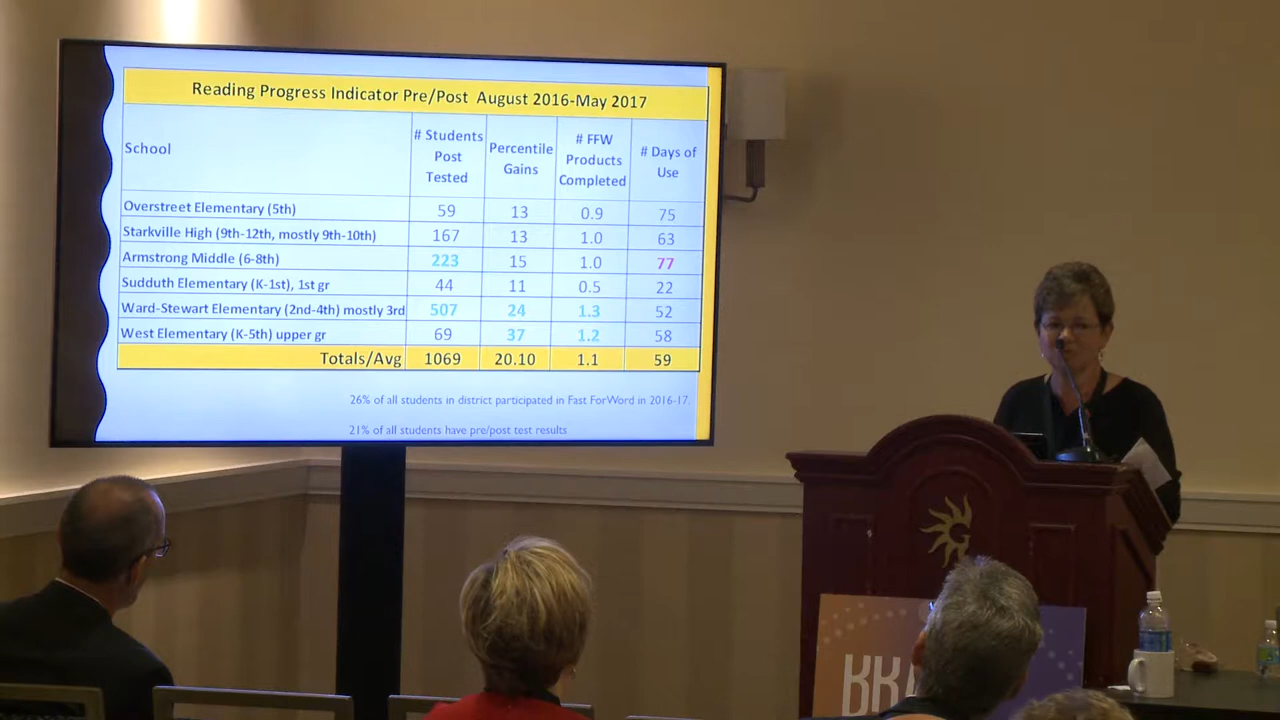 Reading Progress Indicator Pre/Post August 2016-May 2017
School # Students Post Tested Percentile Gains # FFW Products Completed # Days of Use
Overstreet Elementary (5th) 59 13 0.9 75
Starkville High (9th-12th, mostly 9th-10th) 167 13 1.0 63
Armstrong Middle (6-8th) 223 15 1.0 77
Sudduth Elementary (K-1st), 1st gr 44 11 0.5 22
Ward-Stewart Elementary (2nd-4th) mostly 3rd 507 24 1.3 52
West Elementary (K-5th) upper gr 69 37 1.2 58
Totals/Avg 1069 20.10 1.1 59
26% of all students in district participated in Fast ForWord in 2016-17.
21% of all students have pre/post test results